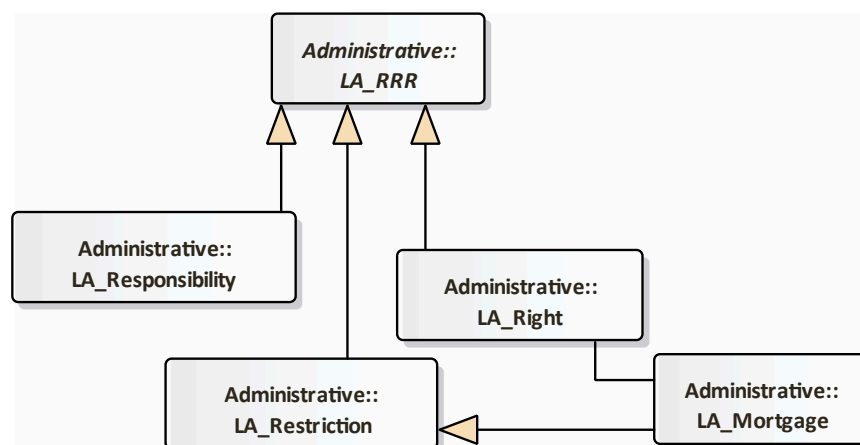 Administrative::
LA_RRR
Administrative::
LA_Responsibility
Administrative::
LA_Right
Administrative::
LA_Restriction
Administrative::
LA_Mortgage